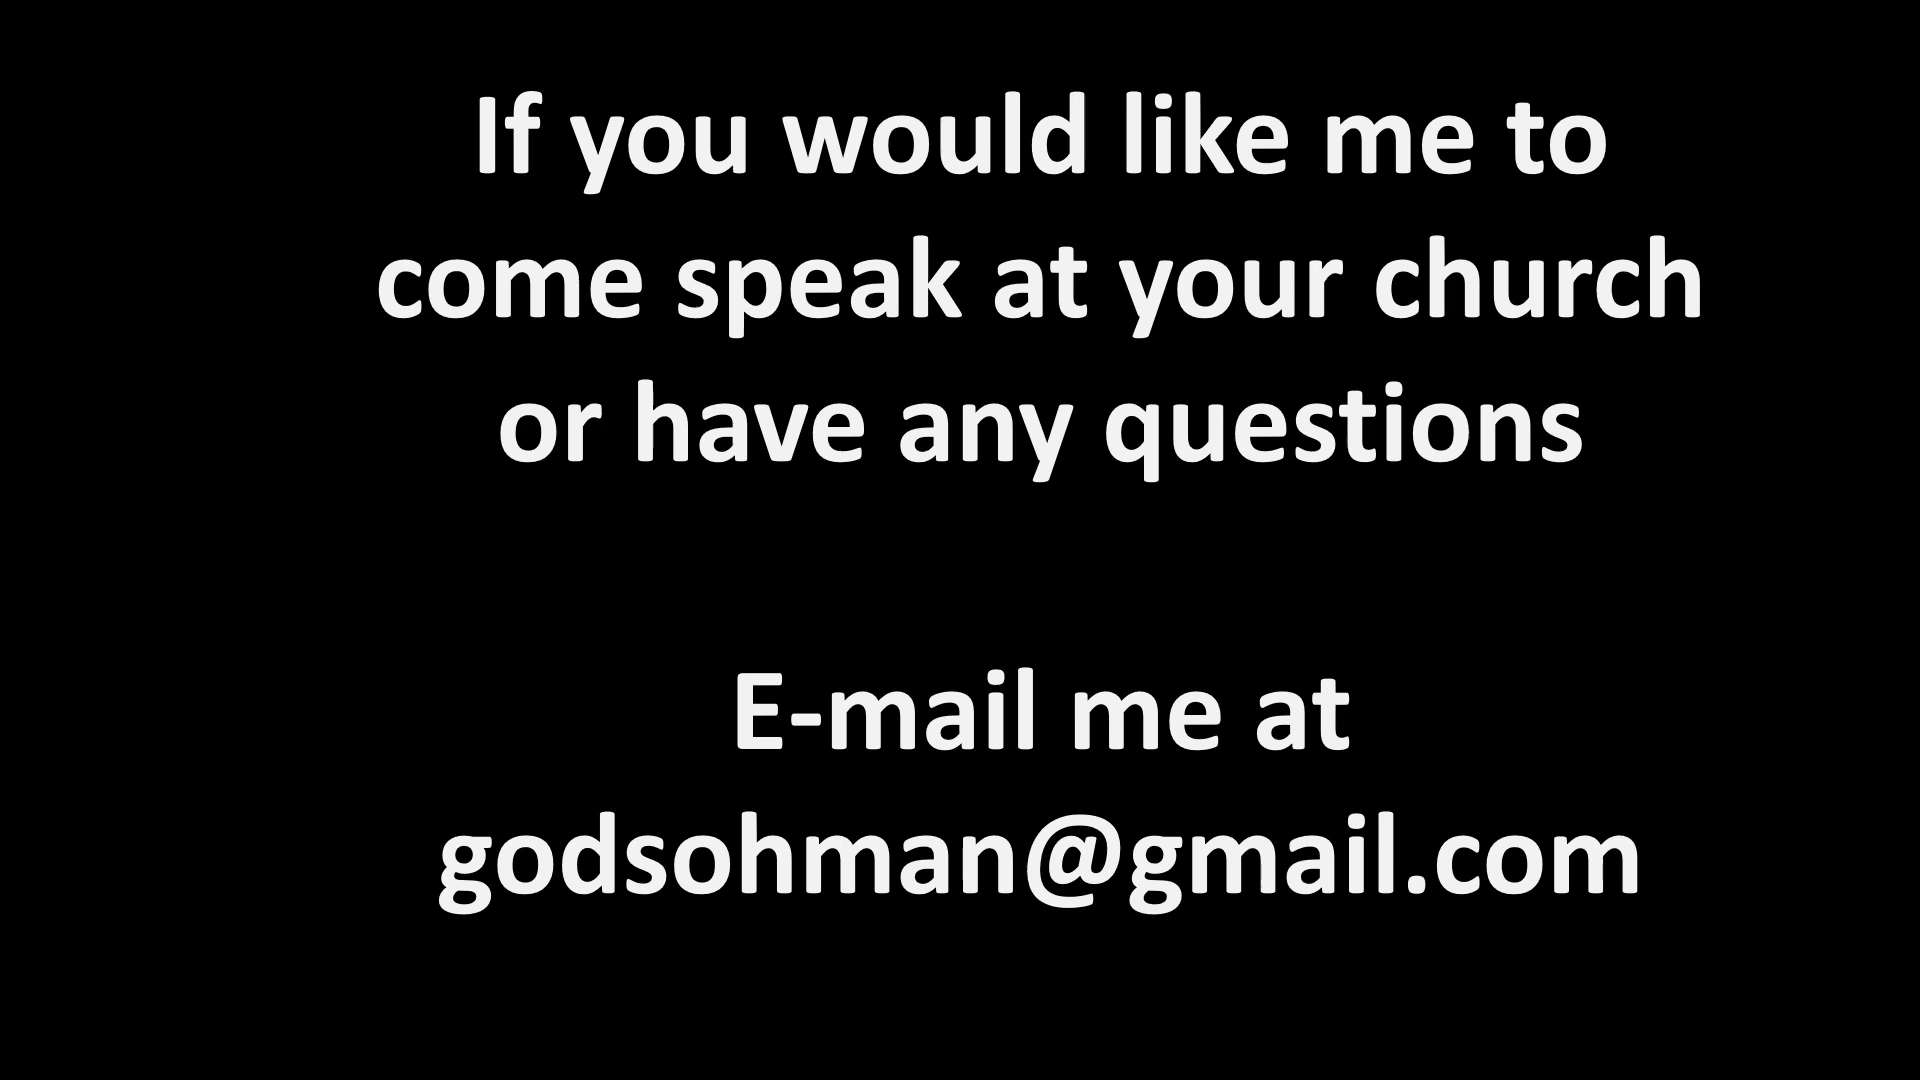 If you would like me to
come speak at your church
or have any questions
E-mail me at
godsohman@gmail.com